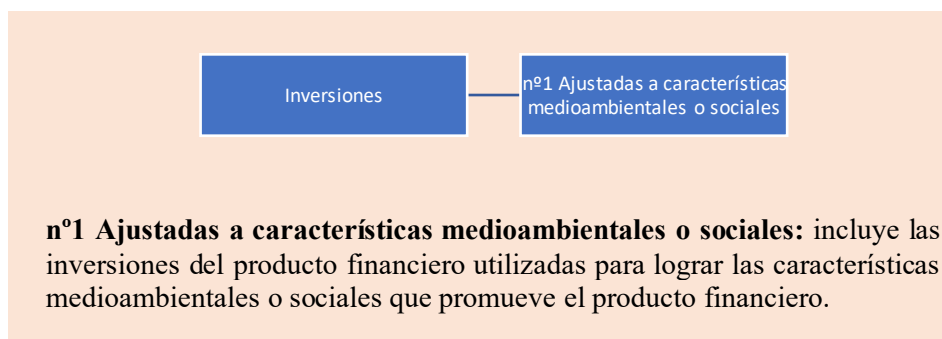 Inversiones
nº1 Ajustadas a características
medioambientales o sociales
nº1 Ajustadas a características medioambientales o sociales: incluye las
inversiones del producto financiero utilizadas para lograr las características
medioambientales o sociales que promueve el producto financiero.